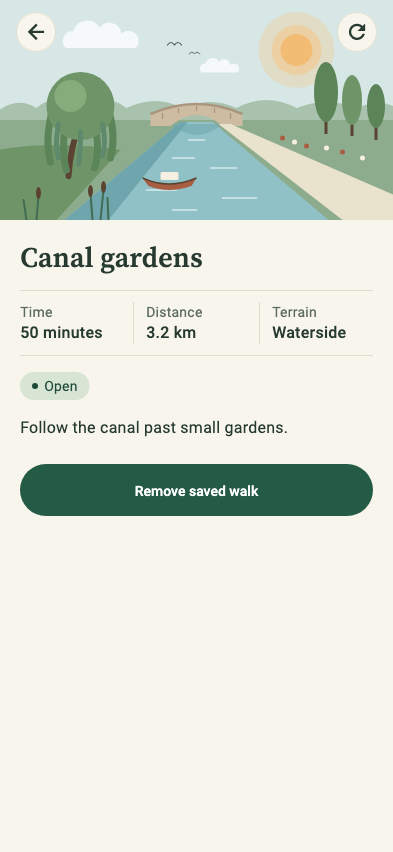 Canal gardens
Time
50 minutes
Distance
3.2 km
Terrain
Waterside
Open
Follow the canal past small gardens.
Remove saved walk